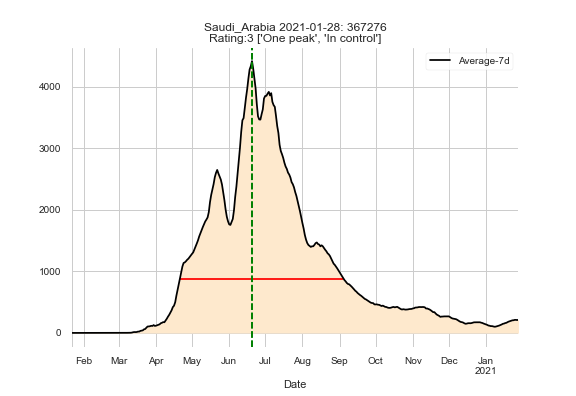 Saudi_Arabia 2021-01-28: 367276
Rating:3 ['One peak', 'In control']
Average-7d
4000
3000
2000
1000
0
Feb Mar Apr May Jun Jul Aug Sep Oct Nov Dec Jan
2021
Date